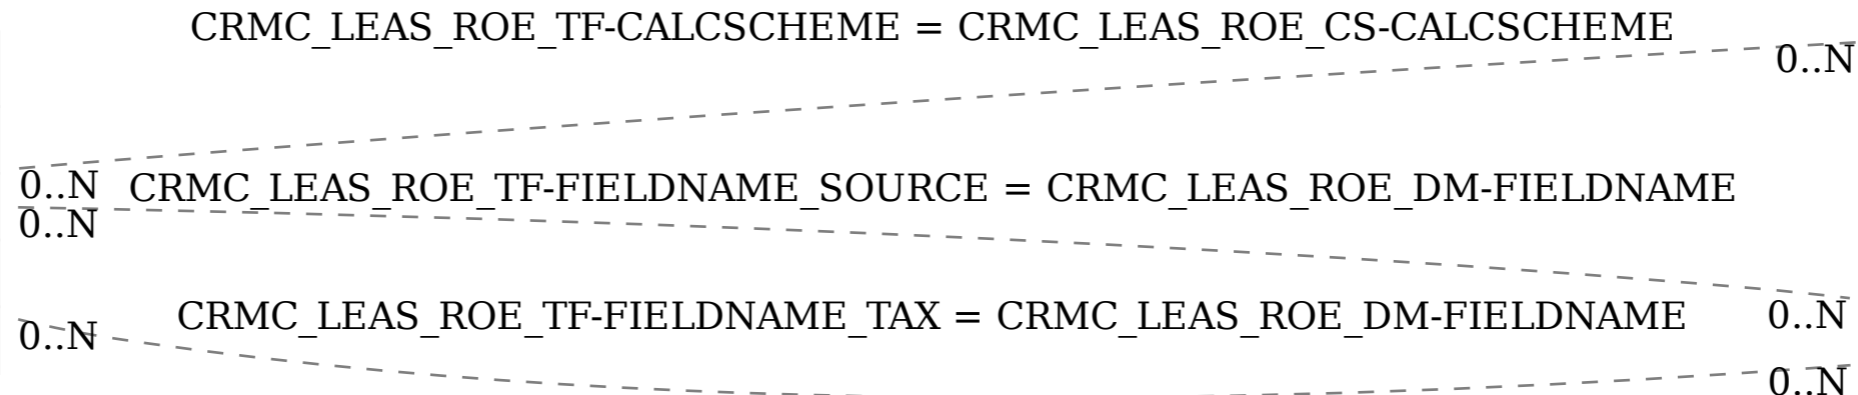 CRMC_LEAS_ROE_TF-CALCSCHEME = CRMC_LEAS_ROE_CS-CALCSCHEME
0..N
0..N CRMC_LEAS_ROE_TF-FIELDNAME_SOURCE = CRMC_LEAS_ROE_DM-FIELDNAME
0..N
CRMC_LEAS_ROE_TF-FIELDNAME_TAX = CRMC_LEAS_ROE_DM-FIELDNAME 0..N
0..N
0..N